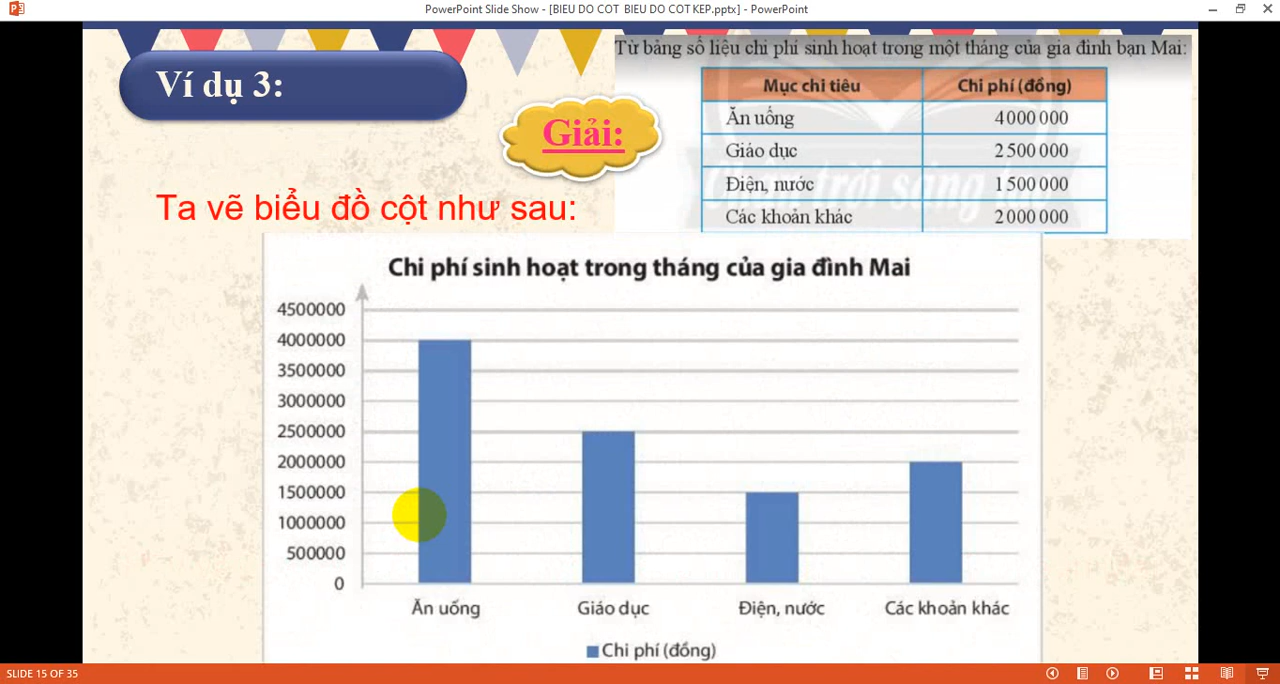 PowerPoint Slide Show - [BIEU DO COT BIEU DO COT KEP.pptx] - PowerPoint
Ví dụ 3:
Giải:
Từ bảng số liệu chi phí sinh hoạt trong một tháng của gia đình bạn Mai:
Mục chi tiêu Chi phí (đồng)
Ăn uống 4 000 000
Giáo dục 2 500 000
Điện, nước 1 500 000
Các khoản khác 2 000 000
Ta vẽ biểu đồ cột như sau:
Chi phí sinh hoạt trong tháng của gia đình Mai
4500000
4000000
3500000
3000000
2500000
2000000
1500000
1000000
500000
0
Ăn uống Giáo dục Điện, nước Các khoản khác
Chi phí (đồng)
SLIDE 15 OF 35